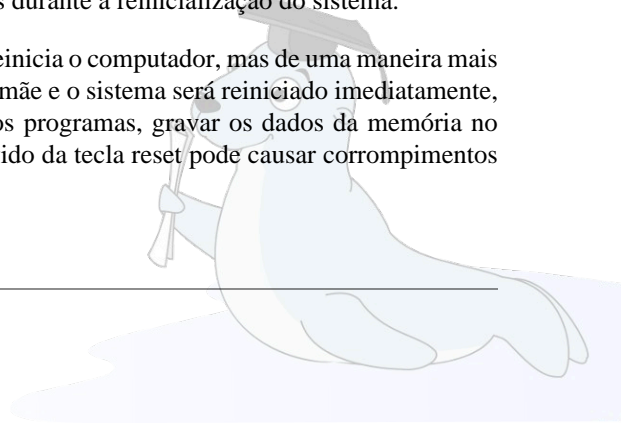 s durante a reinicialização do sistema.
einicia o computador, mas de uma maneira mais
mãe e o sistema será reiniciado imediatamente,
os programas, gravar os dados da memória no
ido da tecla reset pode causar corrompimentos